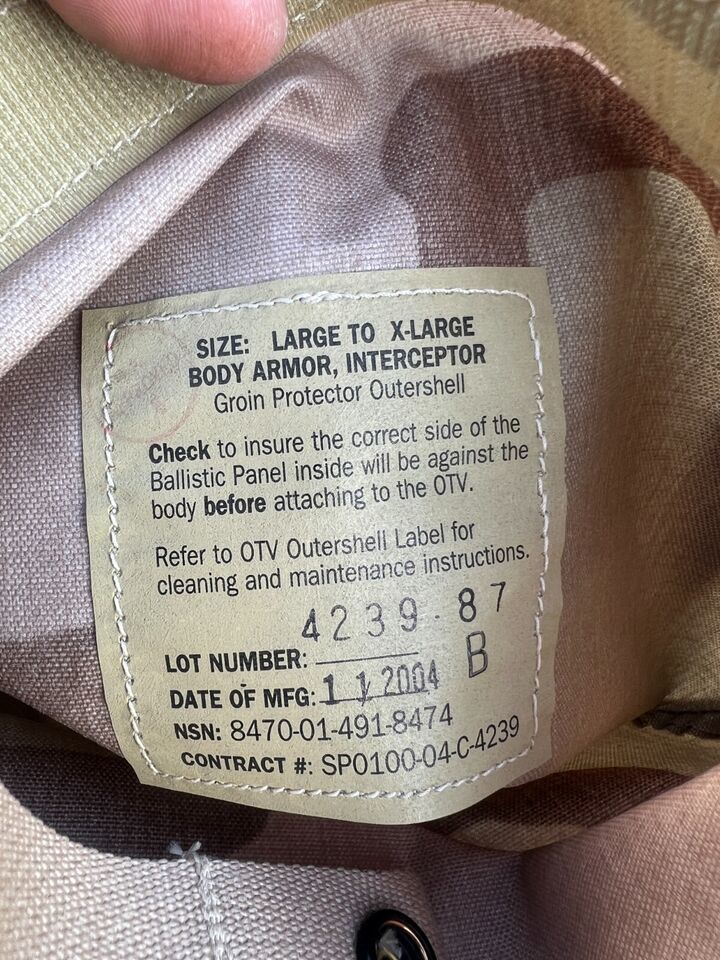 SIZE: LARGE TO X-LARGE
BODY ARMOR, INTERCEPTOR
Groin Protector Outershell
Check to insure the correct side of the
Ballistic Panel inside will be against the
body before attaching to the OTV.
Refer to OTV Outershell Label for
cleaning and maintenance instructions.
4239-87
LOT NUMBER: B
DATE OF MFG: 11 2004
NSN: 8470-01-491-8474
CONTRACT #: SP0100-04-C-4239